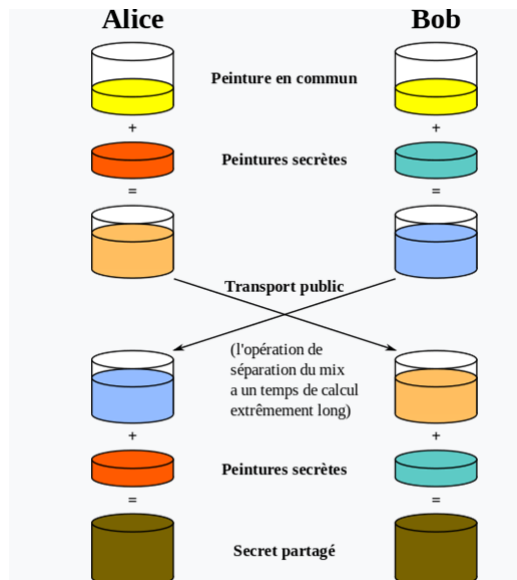 Alice
Bob
Peinture en commun
+
+
Peintures secrètes
=
=
Transport public
(l'opération de
séparation du mix
a un temps de calcul
extrêmement long)
+
+
Peintures secrètes
=
=
Secret partagé